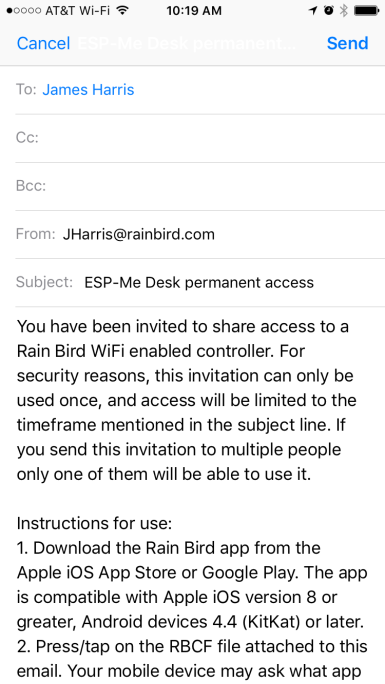 AT&T Wi-Fi 10:19 AM
Cancel ESP-Me Desk permanent... Send
To: James Harris
Cc:
Bcc:
From: JHarris@rainbird.com
Subject: ESP-Me Desk permanent access
You have been invited to share access to a
Rain Bird WiFi enabled controller. For
security reasons, this invitation can only be
used once, and access will be limited to the
timeframe mentioned in the subject line. If
you send this invitation to multiple people
only one of them will be able to use it.
Instructions for use:
1. Download the Rain Bird app from the
Apple iOS App Store or Google Play. The app
is compatible with Apple iOS version 8 or
greater, Android devices 4.4 (KitKat) or later.
2. Press/tap on the RBCF file attached to this
email. Your mobile device may ask what app